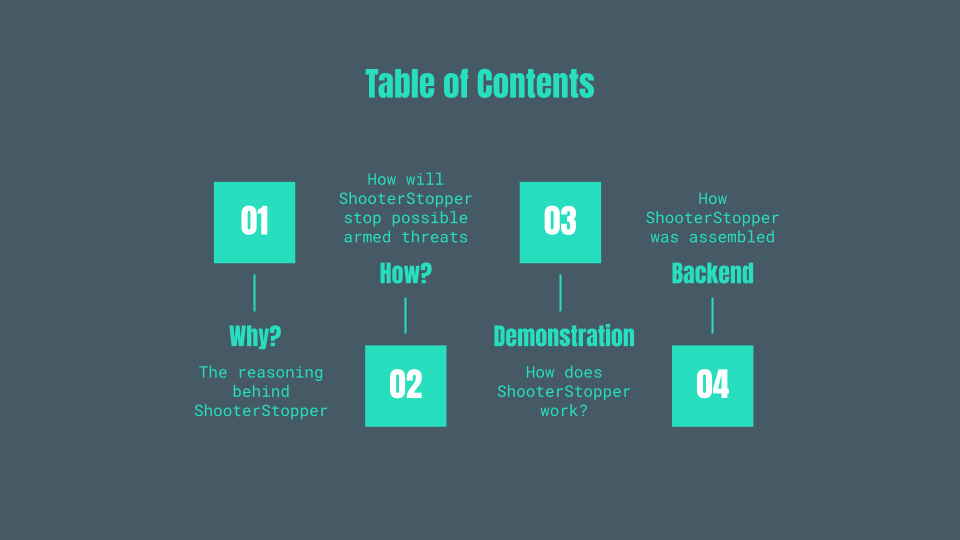 Table of Contents
01
Why?
The reasoning
behind
ShooterStopper
How will
ShooterStopper
stop possible
armed threats
How?
02
03
Demonstration
How does
ShooterStopper
work?
How
ShooterStopper
was assembled
Backend
04